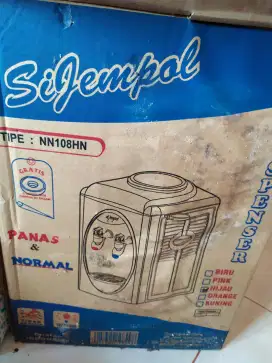 SiJempol
TIPE : NN108HN
GRATIS
PANAS
&
NORMAL
SPENSER
BIRU
PINK
HIJAU
ORANGE
KUNING